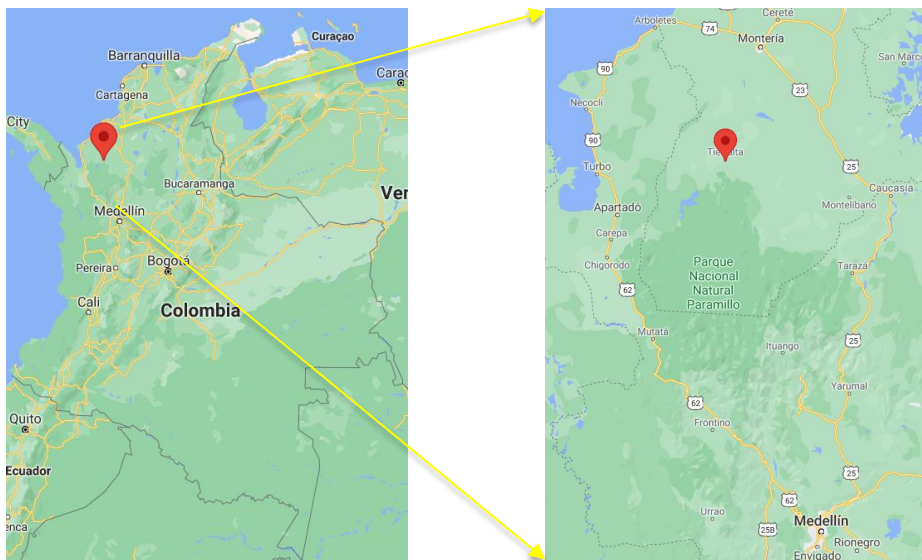 Curaçao
Barranquilla
Cartagena
Carac
City
Bucaramanga
Ven
Medellín
Pereira
Bogotá
Cali
Colombia
Quito
Ecuador
enca
Arboletes
74
Cereté
Montería
San Marc
90
Necoclí
23
90
Turbo
25
Caucasia
Montelíbano
Apartadó
Carepa
Chigorodó
Parque
Nacional
Natural
Paramillo
Tarazá
62
Mutatá
Ituango
25
Yarumal
62
Frontino
25
62
Urrao
Medellín
25B
Rionegro
Envigado